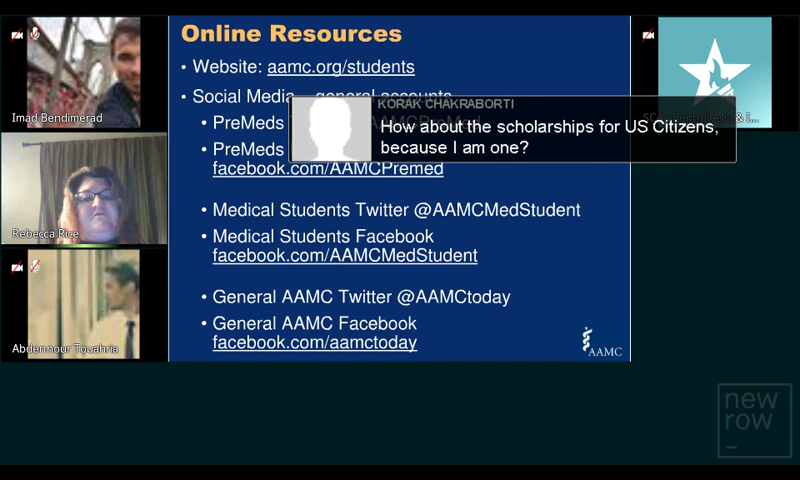 Online Resources
• Website: aamc.org/students
• Social Media – general accounts
• PreMeds
KORAK CHAKRABORTI
How about the scholarships for US Citizens,
because I am one?
• PreMeds
facebook.com/AAMCPremed
• Medical Students Twitter @AAMCMedStudent
• Medical Students Facebook
facebook.com/AAMCMedStudent
• General AAMC Twitter @AAMCtoday
• General AAMC Facebook
facebook.com/aamctoday
AAMC
Imad Bendimerad
Rebecca Rice
Abdennour Touahria
new
row